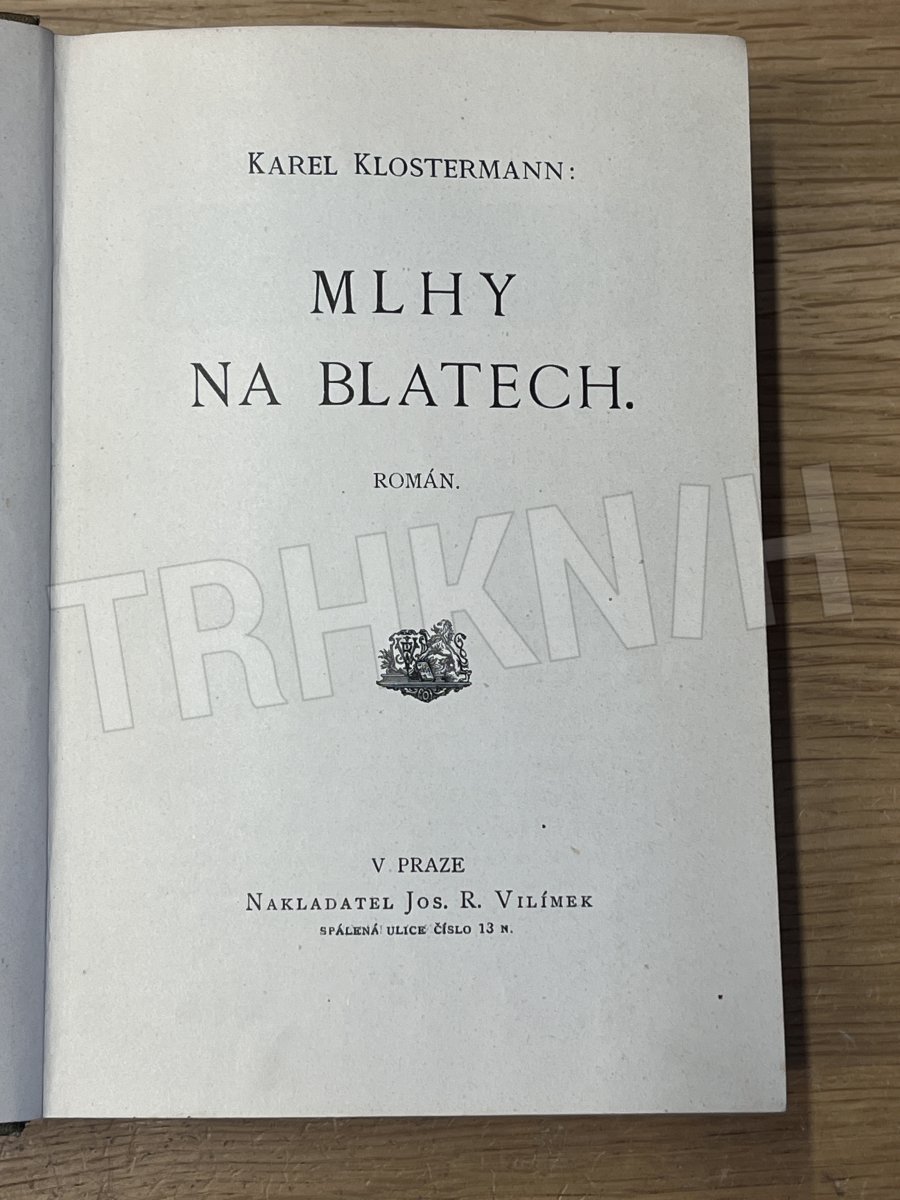 KAREL KLOSTERMANN:
MLHY
NA BLATECH.
ROMÁN.
TRHKNIH
V PRAZE
NAKLADATEL JOS. R. VILÍMEK
SPÁLENÁ ULICE ČÍSLO 13 N.